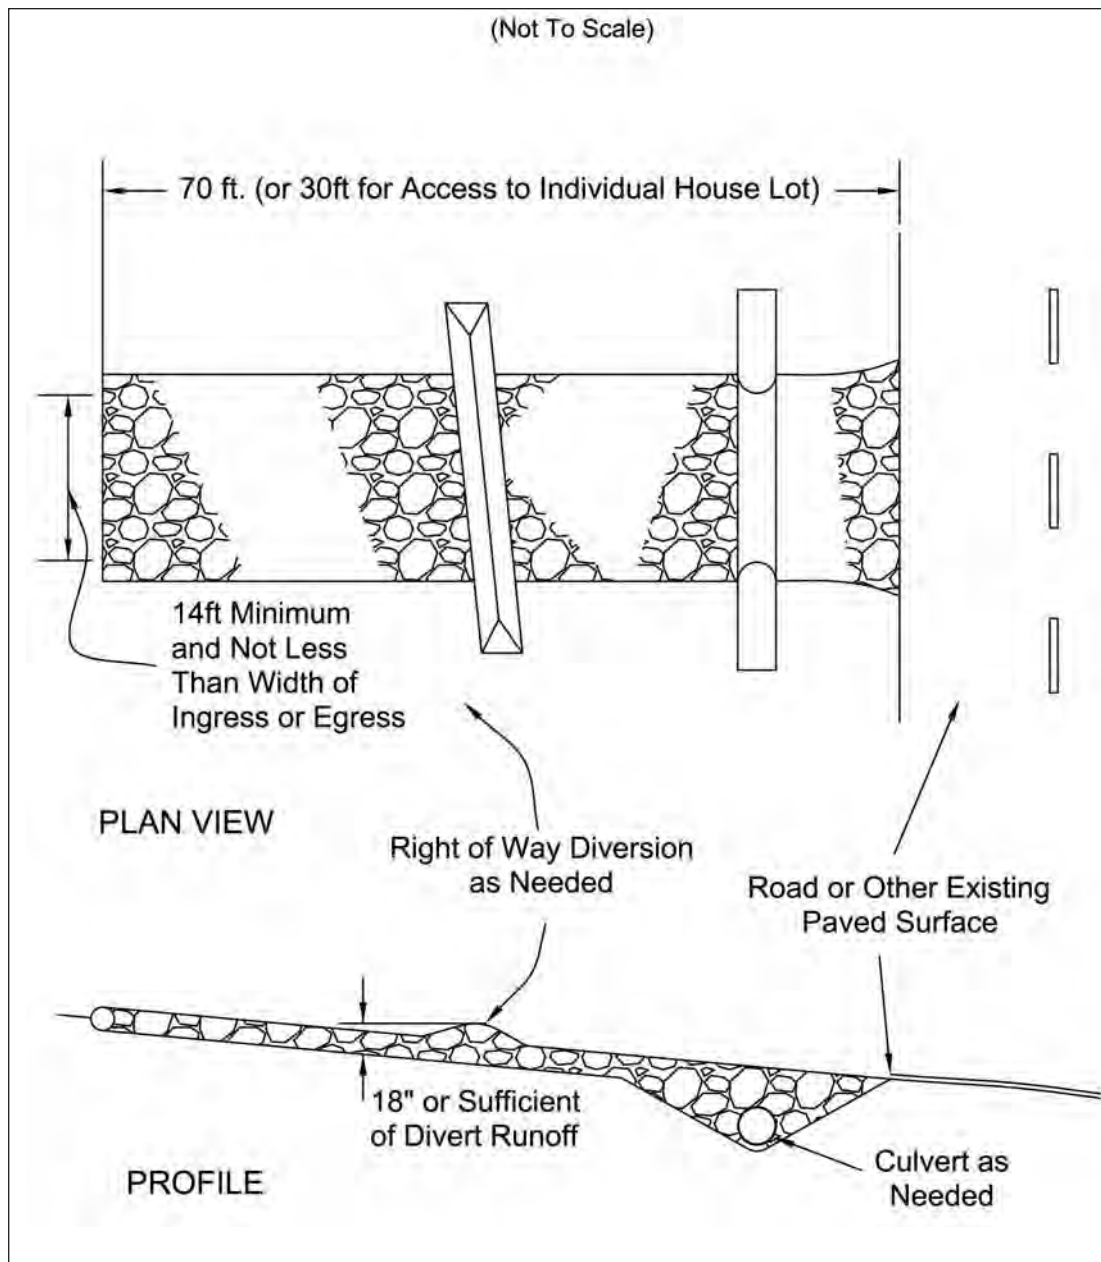 (Not To Scale)
70 ft. (or 30ft for Access to Individual House Lot)
14ft Minimum
and Not Less
Than Width of
Ingress or Egress
PLAN VIEW
Right of Way Diversion
as Needed
Road or Other Existing
Paved Surface
18" or Sufficient
of Divert Runoff
PROFILE
Culvert as
Needed